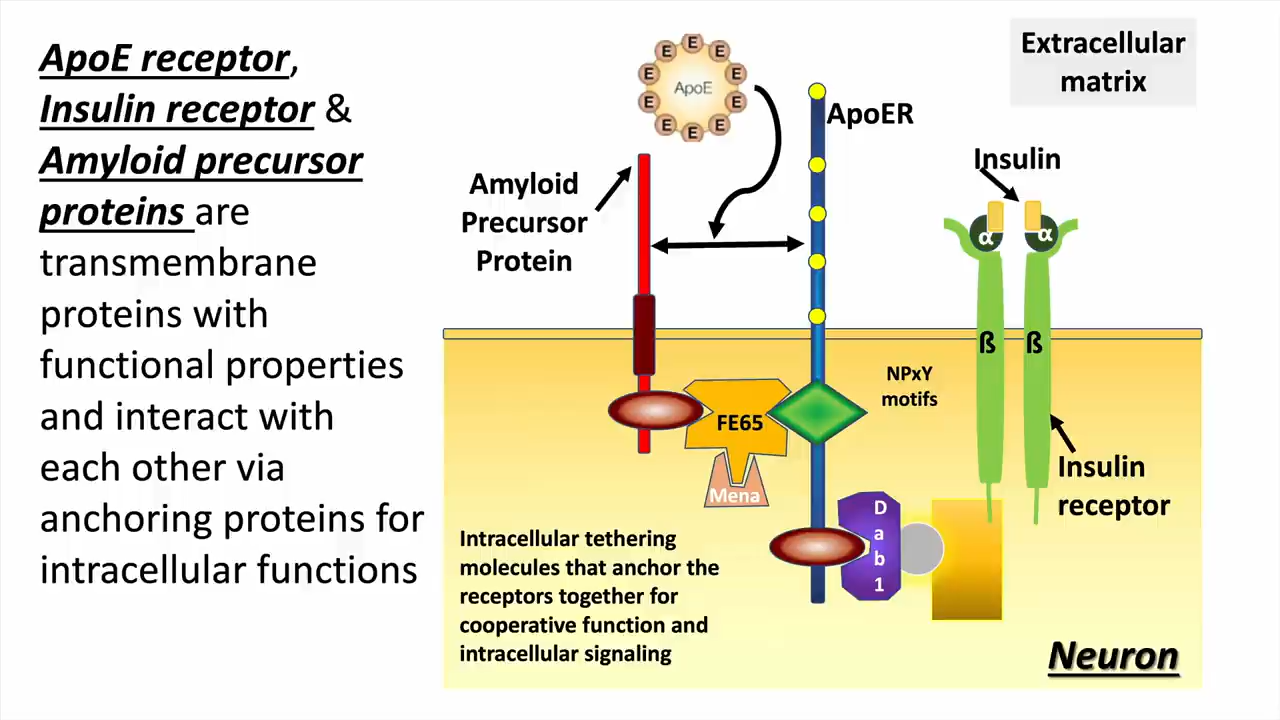 ApoE receptor,
Insulin receptor &
Amyloid precursor
proteins are
transmembrane
proteins with
functional properties
and interact with
each other via
anchoring proteins for
intracellular functions
E
E
E
E
E
E
E
E
E
E
ApoE
Extracellular
matrix
ApoER
Insulin
Amyloid
Precursor
Protein
α
α
ß
ß
NPxY
motifs
FE65
Mena
Insulin
receptor
D
a
b
1
Intracellular tethering
molecules that anchor the
receptors together for
cooperative function and
intracellular signaling
Neuron